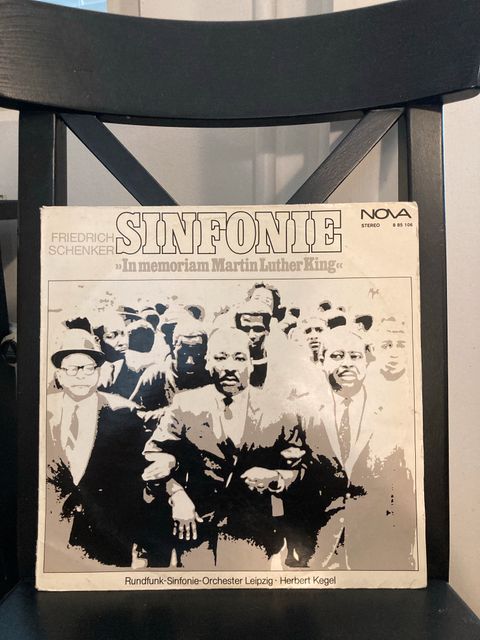 FRIEDRICH
SCHENKER
SINFONIE
»In memoriam Martin Luther King«
NOVA
STEREO 8 85 106
Rundfunk-Sinfonie-Orchester Leipzig · Herbert Kegel